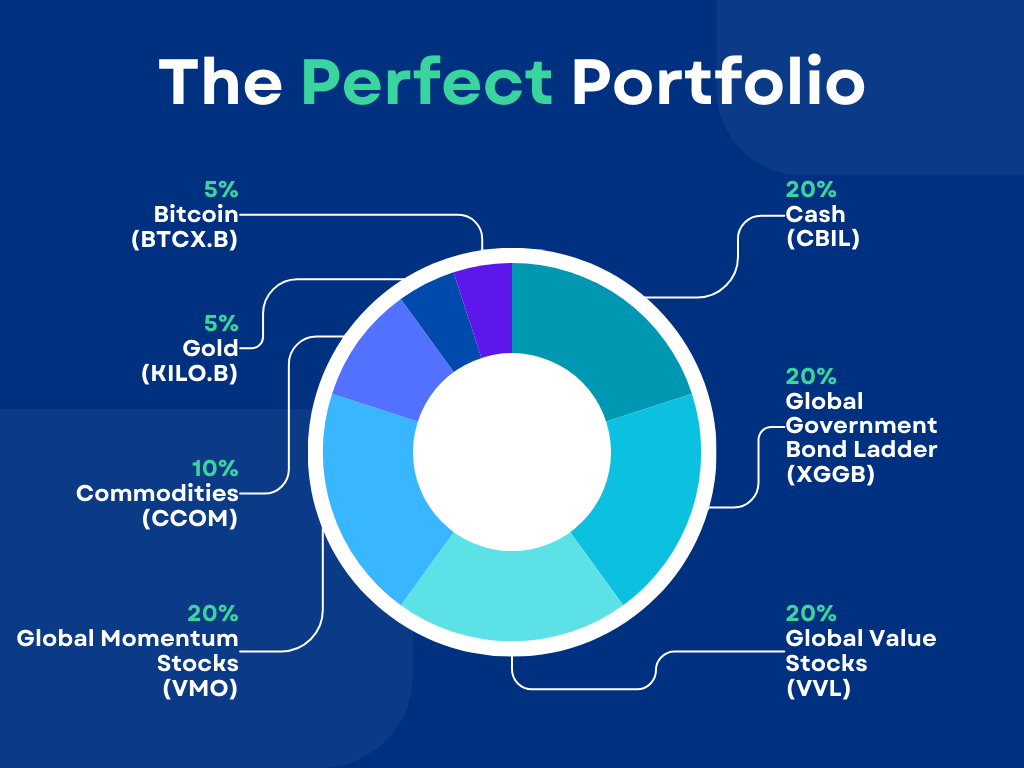 The Perfect Portfolio
5%
Bitcoin
(BTCX.B)
5%
Gold
(KILO.B)
10%
Commodities
(CCOM)
20%
Global Momentum
Stocks
(VMO)
20%
Cash
(CBIL)
20%
Global
Government
Bond Ladder
(XGGB)
20%
Global Value
Stocks
(VVL)